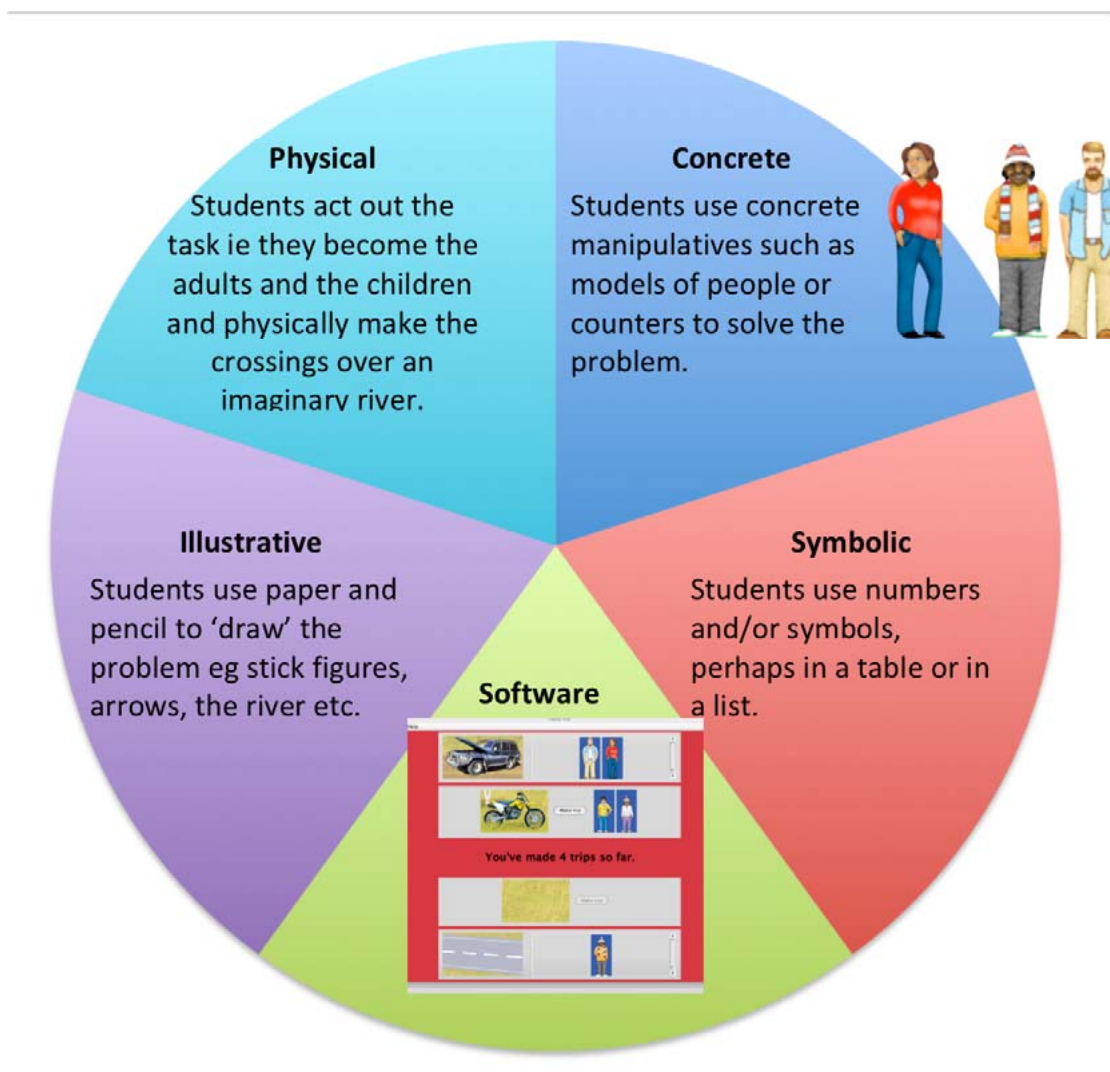 Physical
Students act out the
task ie they become the
adults and the children
and physically make the
crossings over an
imaginary river.
Concrete
Students use concrete
manipulatives such as
models of people or
counters to solve the
problem.
Illustrative
Students use paper and
pencil to ‘draw’ the
problem eg stick figures,
arrows, the river etc.
Symbolic
Students use numbers
and/or symbols,
perhaps in a table or in
a list.
Software
You've made 4 trips so far.